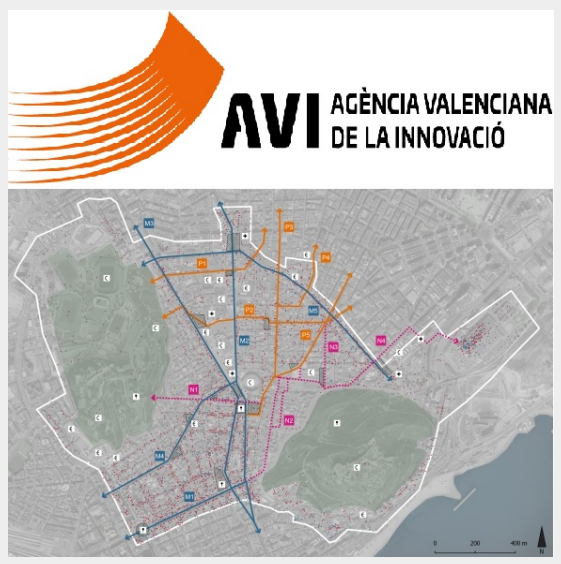 AVI AGÈNCIA VALENCIANA
DE LA INNOVACIÓ
M3
P3
P1
P4
P2
M5
M2
P5
N3
N4
N1
N2
M4
M1
0 200 400 m
N